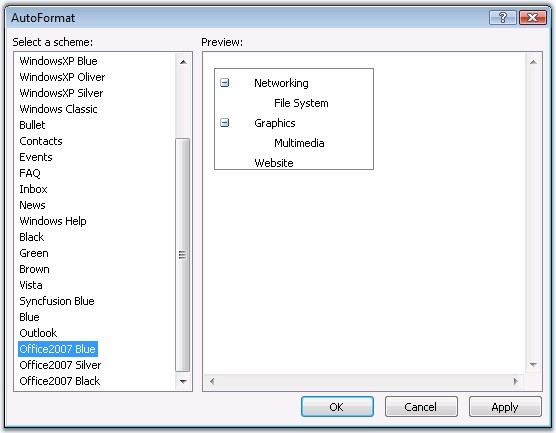 AutoFormat
Select a scheme:
WindowsXP Blue
WindowsXP Oliver
WindowsXP Silver
Windows Classic
Bullet
Contacts
Events
FAQ
Inbox
News
Windows Help
Black
Green
Brown
Vista
Syncfusion Blue
Blue
Outlook
Office2007 Blue
Office2007 Silver
Office2007 Black
Preview:
Networking
File System
Graphics
Multimedia
Website
OK
Cancel
Apply